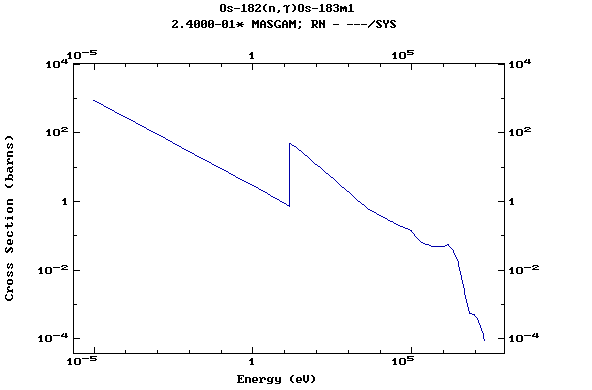 Os-182(n,γ)Os-183m1
2.4000-01* MASGAM; RN - ---/SYS
10-5 1 105
104 104
102 102
1 1
10-2 10-2
10-4 10-4
10-5 1 105
Cross Section (barns)
Energy (eV)